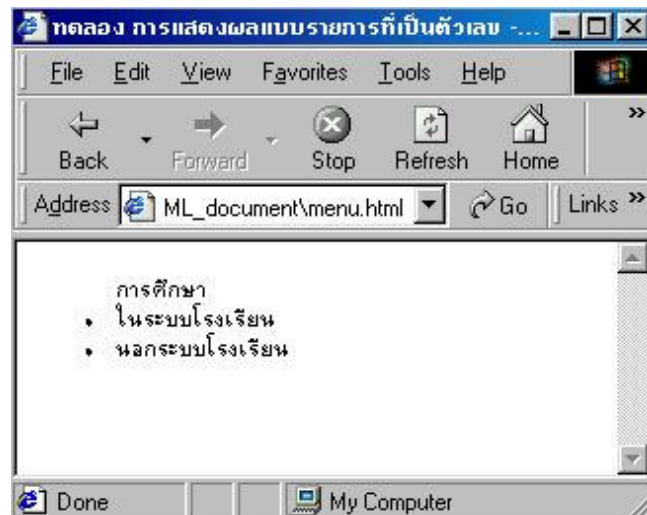 ทดลอง การแสดงผลแบบรายการที่เป็นตัวเลข -...
File Edit View Favorites Tools Help
Back Forward Stop Refresh Home »
Address ML_document\menu.html Go Links »
การศึกษา
• ในระบบโรงเรียน
• นอกระบบโรงเรียน
Done My Computer